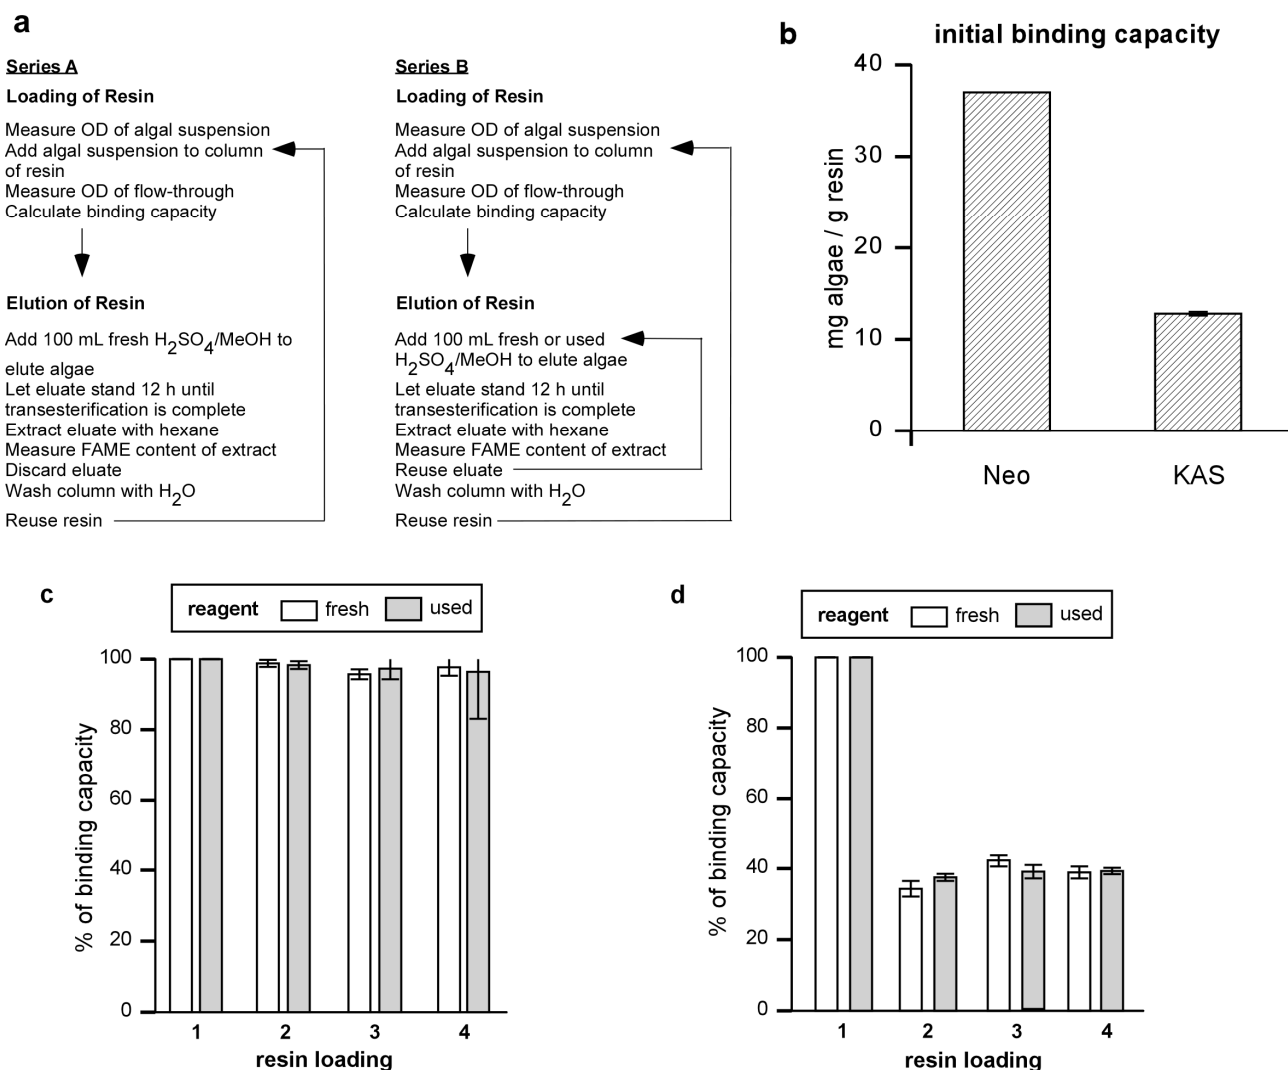 a
Series A
Loading of Resin
Measure OD of algal suspension
Add algal suspension to column
of resin
Measure OD of flow-through
Calculate binding capacity
Elution of Resin
Add 100 mL fresh H2SO4/MeOH to
elute algae
Let eluate stand 12 h until
transesterification is complete
Extract eluate with hexane
Measure FAME content of extract
Discard eluate
Wash column with H2O
Reuse resin
Series B
Loading of Resin
Measure OD of algal suspension
Add algal suspension to column
of resin
Measure OD of flow-through
Calculate binding capacity
Elution of Resin
Add 100 mL fresh or used
H2SO4/MeOH to elute algae
Let eluate stand 12 h until
transesterification is complete
Extract eluate with hexane
Measure FAME content of extract
Reuse eluate
Wash column with H2O
Reuse resin
b
initial binding capacity
mg algae / g resin
40
30
20
10
0
Neo KAS
c
reagent fresh used
% of binding capacity
100
80
60
40
20
0
1 2 3 4
resin loading
d
reagent fresh used
% of binding capacity
100
80
60
40
20
0
1 2 3 4
resin loading